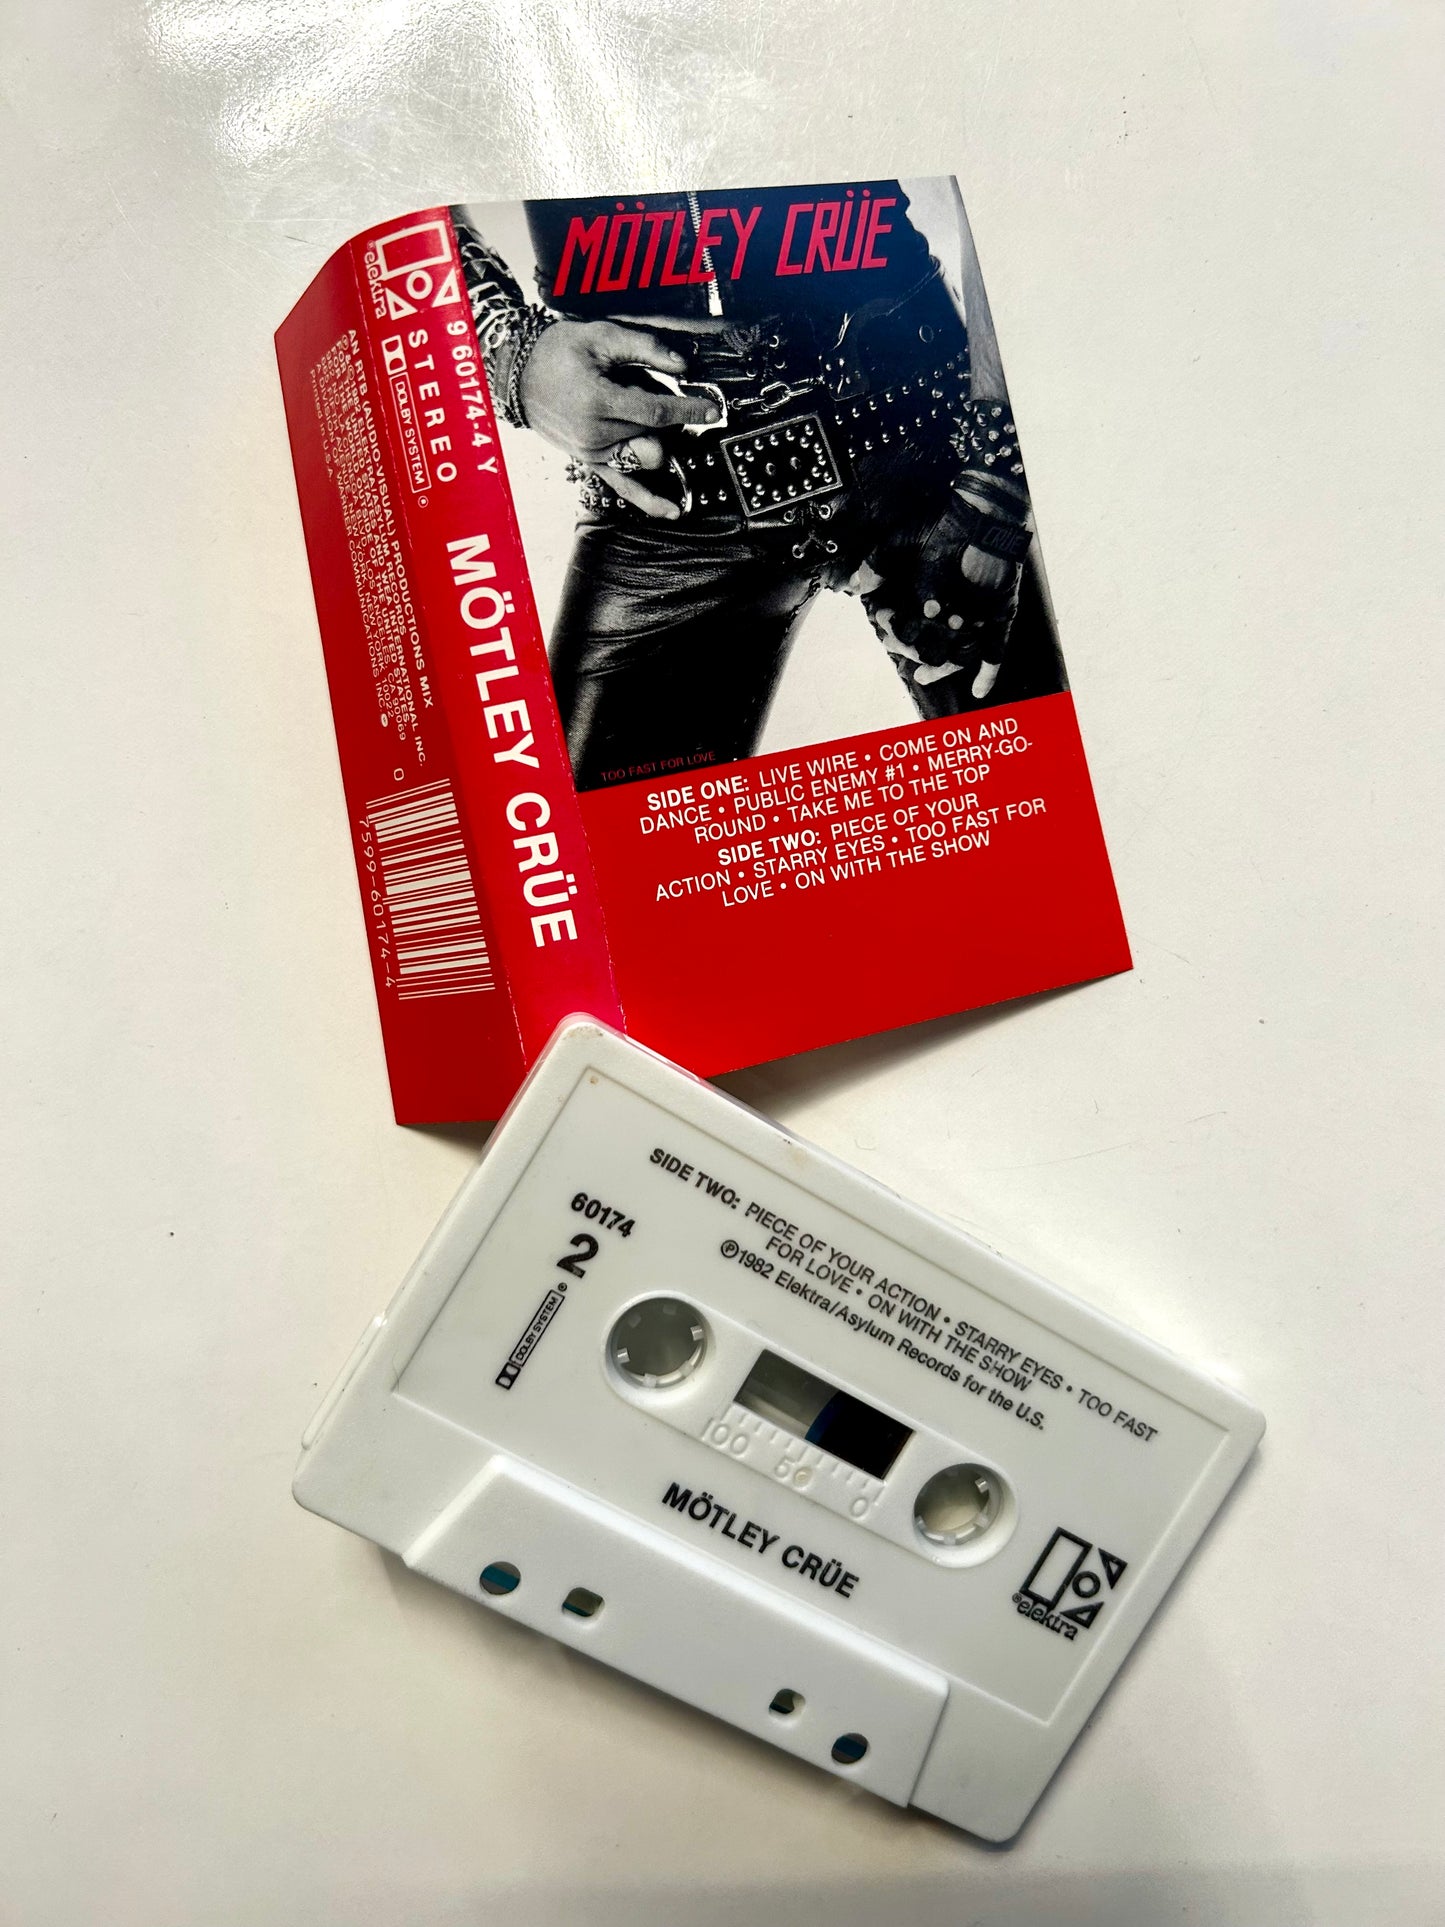 MÖTLEY CRÜE
CRÜE
TOO FAST FOR LOVE
SIDE ONE: LIVE WIRE • COME ON AND
DANCE • PUBLIC ENEMY #1 • MERRY-GO-
ROUND • TAKE ME TO THE TOP
SIDE TWO: PIECE OF YOUR
ACTION • STARRY EYES • TOO FAST FOR
LOVE • ON WITH THE SHOW
9 60174-4 Y
MÖTLEY CRÜE
elektra
STEREO
DOLBY SYSTEM
AN RTB (AUDIO-VISUAL) PRODUCTIONS MIX
Printed in U.S.A.
0
7599-60174-4
SIDE TWO: PIECE OF YOUR ACTION • STARRY EYES • TOO FAST
FOR LOVE • ON WITH THE SHOW
℗1982 Elektra/Asylum Records for the U.S.
60174
2
DOLBY SYSTEM
100 50 0
MÖTLEY CRÜE
elektra